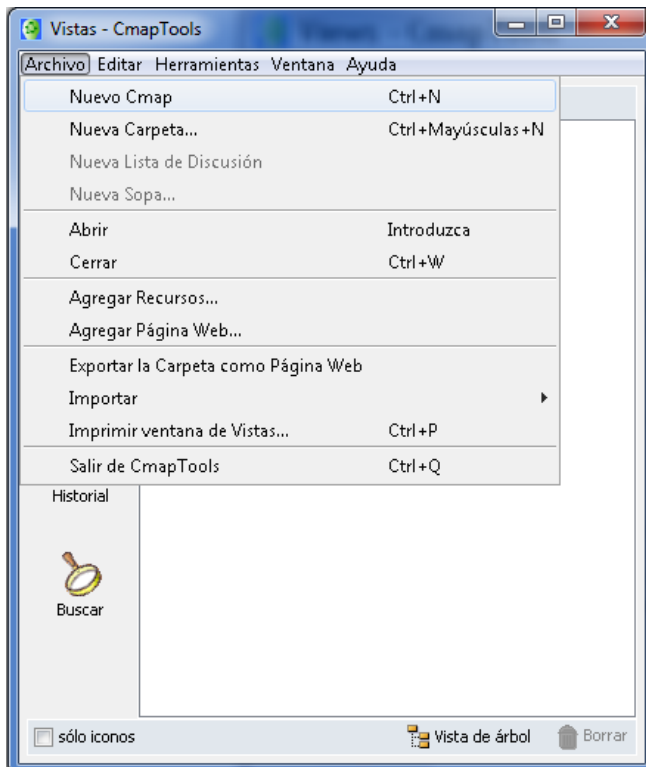 Vistas - CmapTools
Archivo Editar Herramientas Ventana Ayuda
Nuevo Cmap Ctrl+N
Nueva Carpeta... Ctrl+Mayúsculas+N
Nueva Lista de Discusión
Nueva Sopa...
Abrir Introduzca
Cerrar Ctrl+W
Agregar Recursos...
Agregar Página Web...
Exportar la Carpeta como Página Web
Importar
Imprimir ventana de Vistas... Ctrl+P
Salir de CmapTools Ctrl+Q
Historial
Buscar
sólo iconos Vista de árbol Borrar